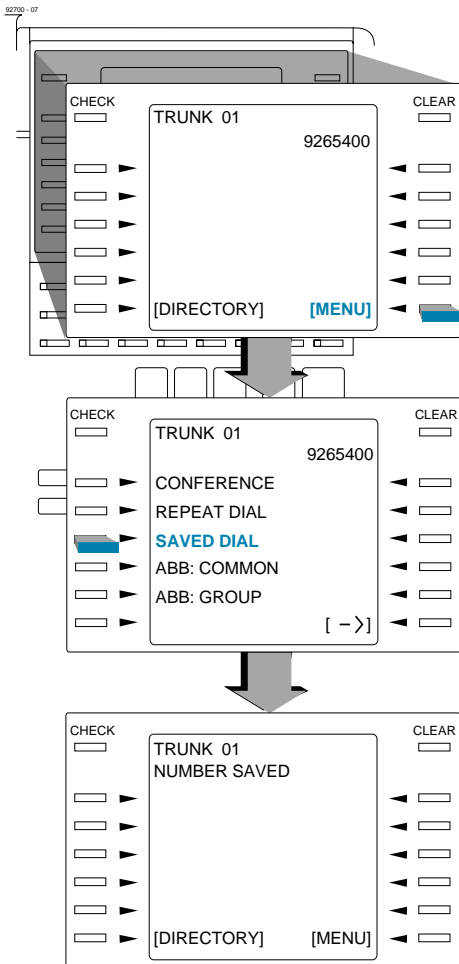 92700 - 07
CHECK CLEAR
TRUNK 01
9265400
[DIRECTORY] [MENU]
CHECK CLEAR
TRUNK 01
9265400
CONFERENCE
REPEAT DIAL
SAVED DIAL
ABB: COMMON
ABB: GROUP
[ –>]
CHECK CLEAR
TRUNK 01
NUMBER SAVED
[DIRECTORY] [MENU]